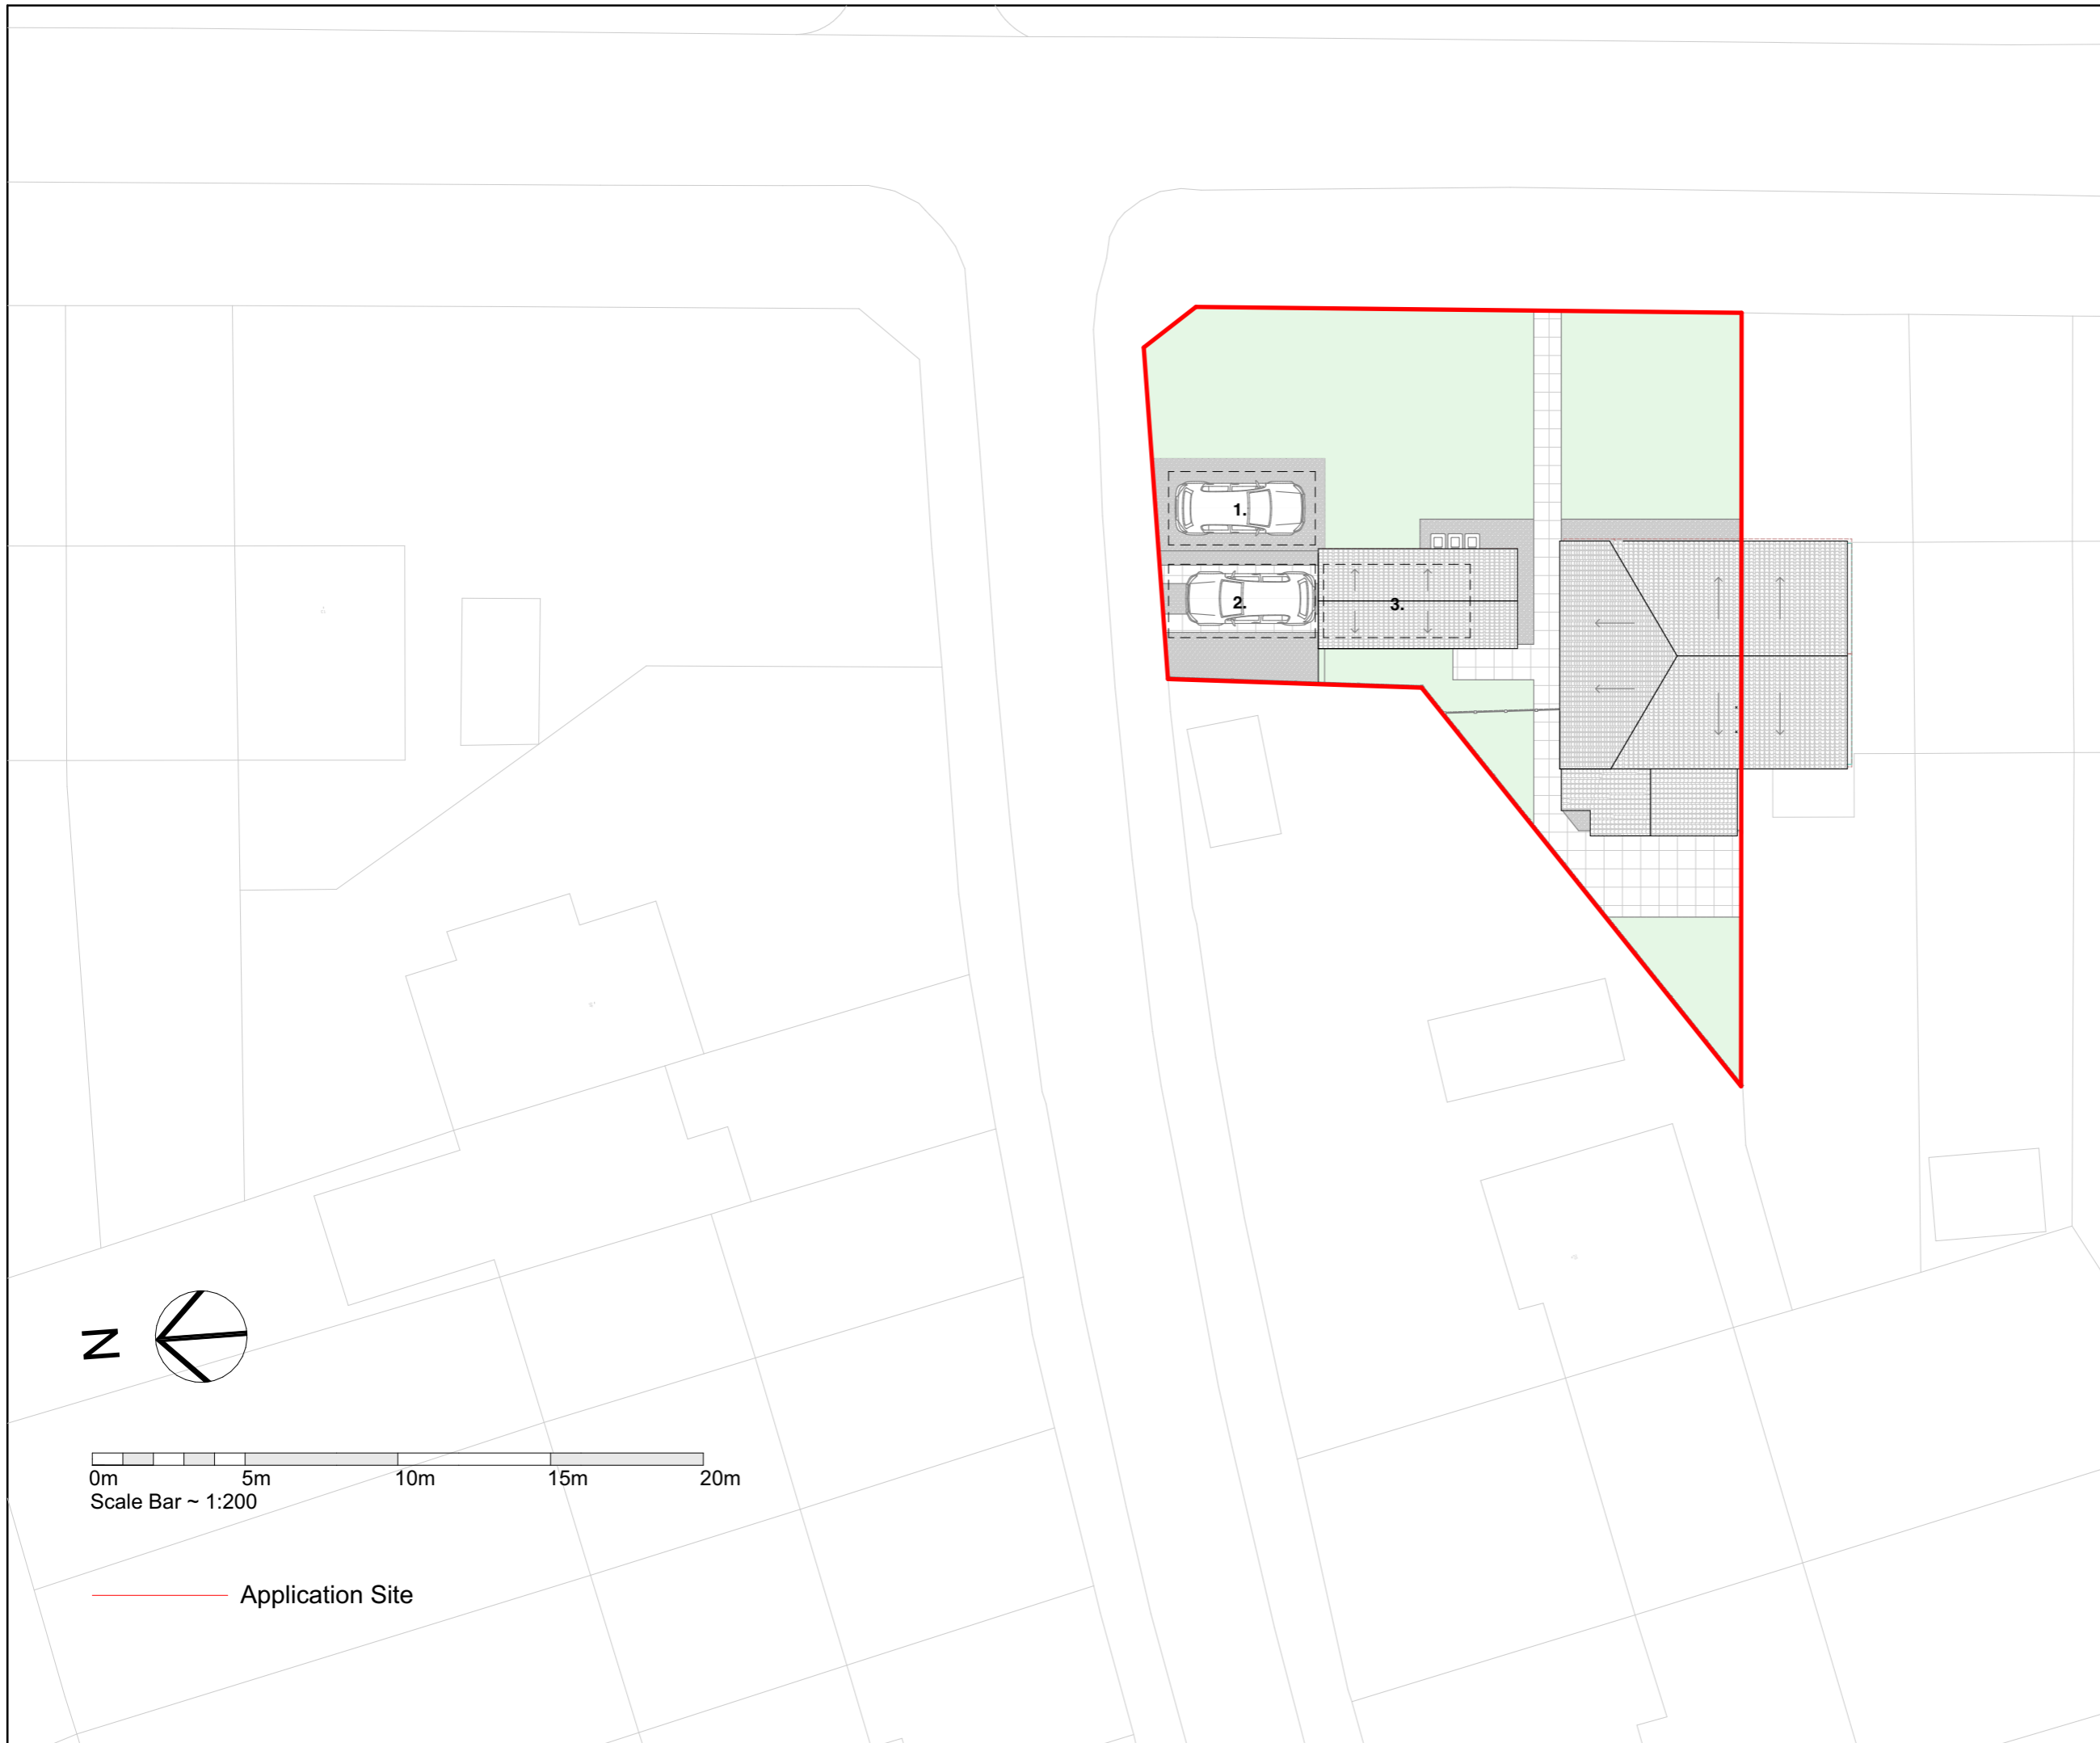 1.
2.
3.
N
0m 5m 10m 15m 20m
Scale Bar ~ 1:200
Application Site